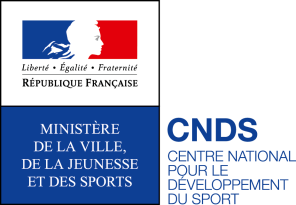 Liberté • Égalité • Fraternité
RÉPUBLIQUE FRANÇAISE
MINISTÈRE
DE LA VILLE,
DE LA JEUNESSE
ET DES SPORTS
CNDS
CENTRE NATIONAL
POUR LE
DÉVELOPPEMENT
DU SPORT